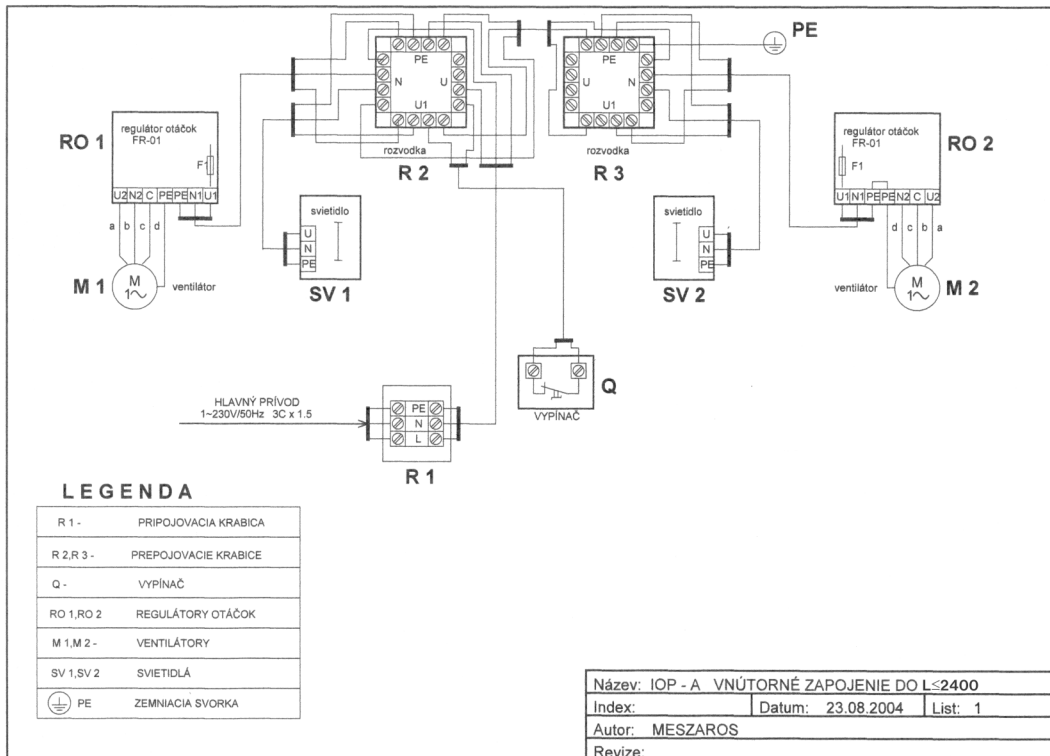 PE
PE
N
U
U1
rozvodka
R 2
PE
U
N
U1
rozvodka
R 3
RO 1
regulátor otáčok
FR-01
F1
U2 N2 C PE PE N1 U1
a b c d
M 1
M
1~
ventilátor
svietidlo
U
N
PE
SV 1
svietidlo
U
N
PE
SV 2
regulátor otáčok
FR-01
RO 2
F1
U1 N1 PE PE N2 C U2
d c b a
ventilátor
M
1~
M 2
Q
VYPÍNAČ
HLAVNÝ PRÍVOD
1~230V/50Hz 3C x 1.5
PE
N
L
R 1
LEGENDA
R 1 - PRIPOJOVACIA KRABICA
R 2,R 3 - PREPOJOVACIE KRABICE
Q - VYPÍNAČ
RO 1,RO 2 REGULÁTORY OTÁČOK
M 1,M 2 - VENTILÁTORY
SV 1,SV 2 SVIETIDLÁ
PE ZEMNIACIA SVORKA
Název: IOP - A VNÚTORNÉ ZAPOJENIE DO L≤2400
Index: Datum: 23.08.2004 List: 1
Autor: MESZAROS
Revize: